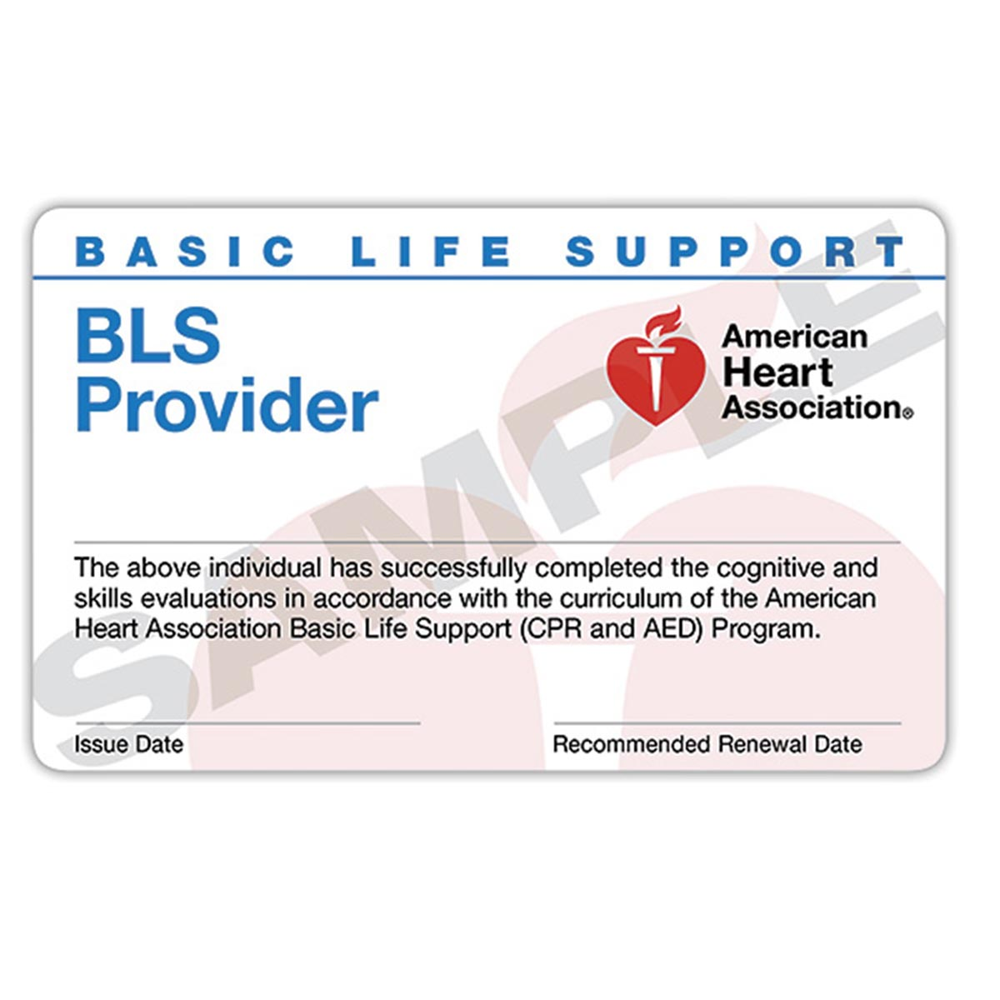 BASIC LIFE SUPPORT
BLS
Provider
American
Heart
Association®
SAMPLE
The above individual has successfully completed the cognitive and
skills evaluations in accordance with the curriculum of the American
Heart Association Basic Life Support (CPR and AED) Program.
Issue Date
Recommended Renewal Date